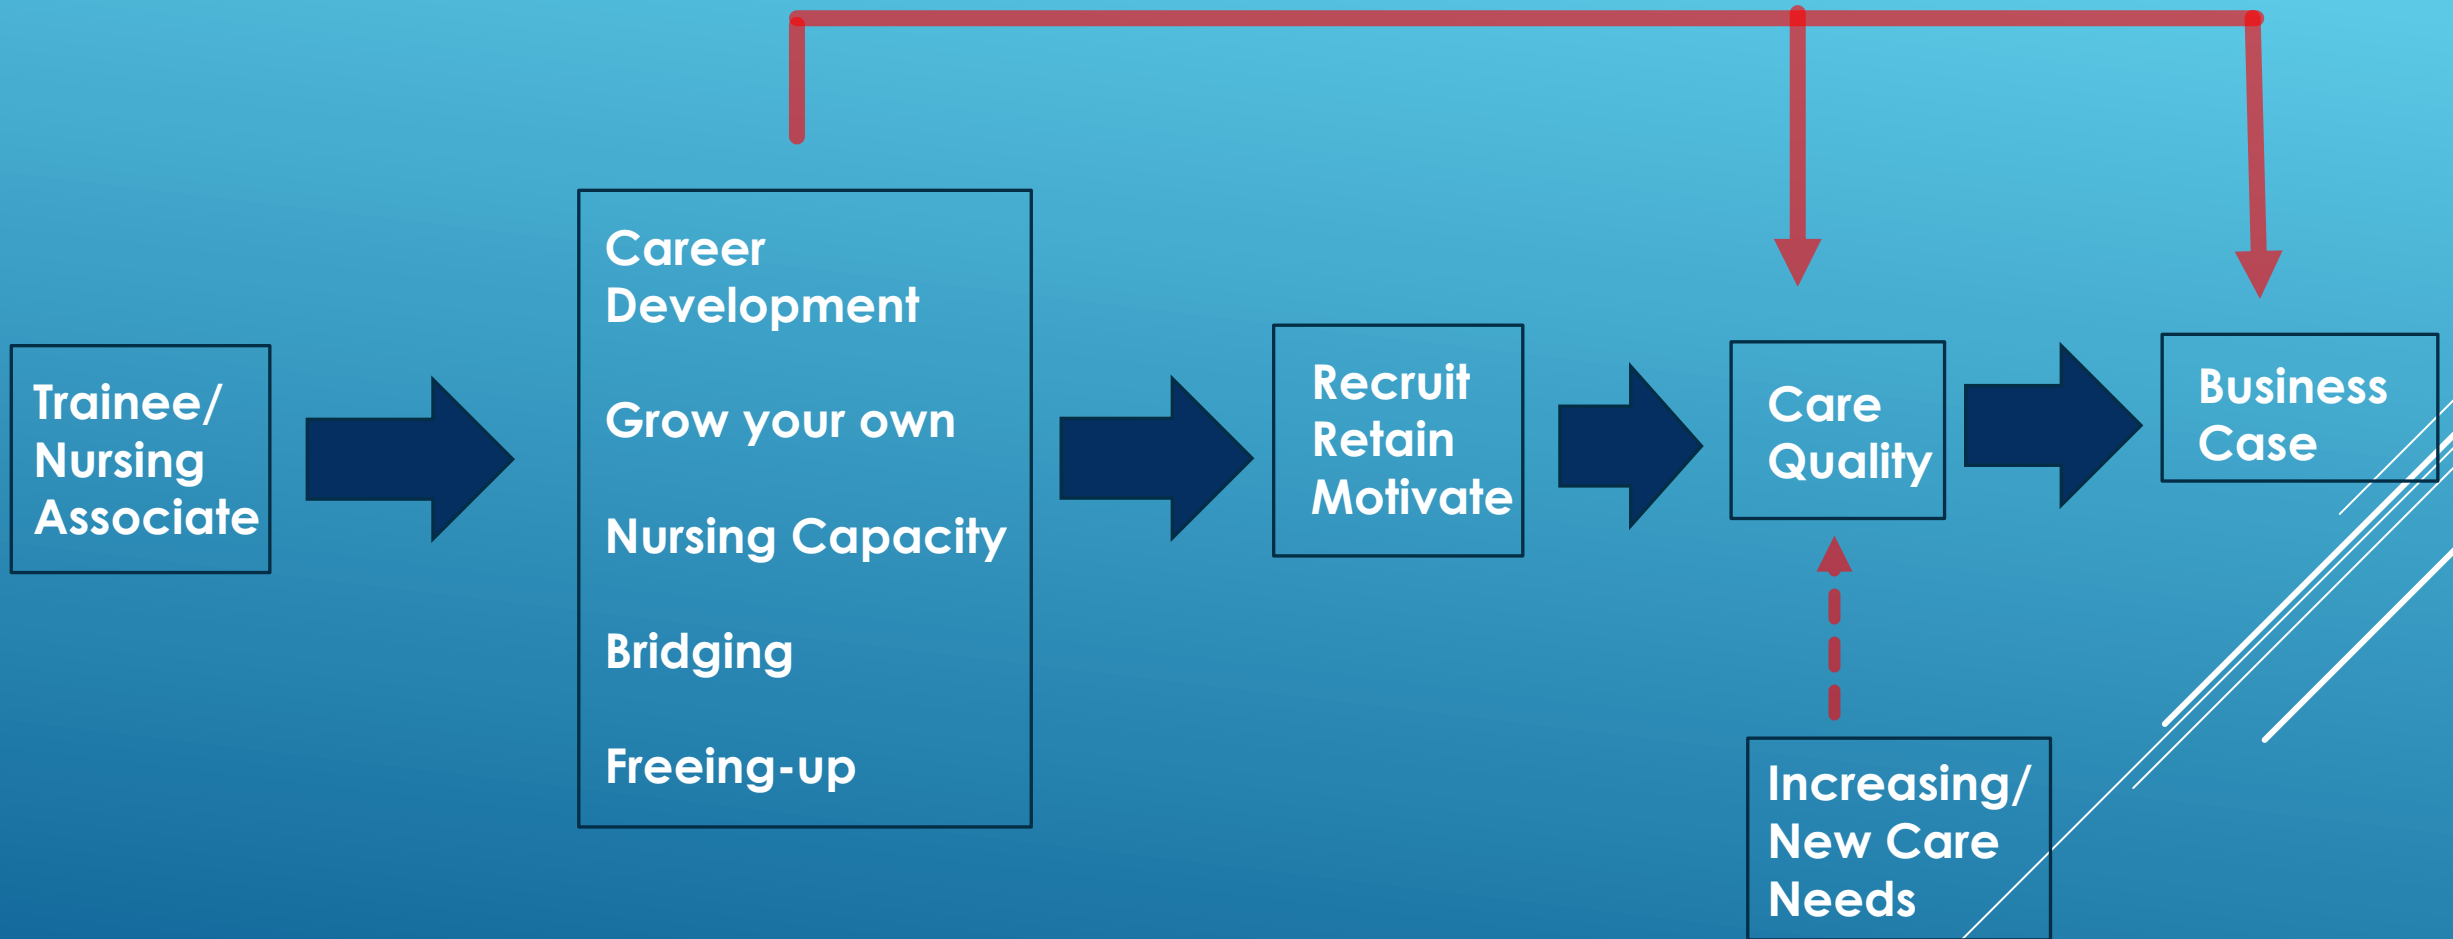 Trainee/
Nursing
Associate
Career
Development
Grow your own
Nursing Capacity
Bridging
Freeing-up
Recruit
Retain
Motivate
Care
Quality
Business
Case
Increasing/
New Care
Needs